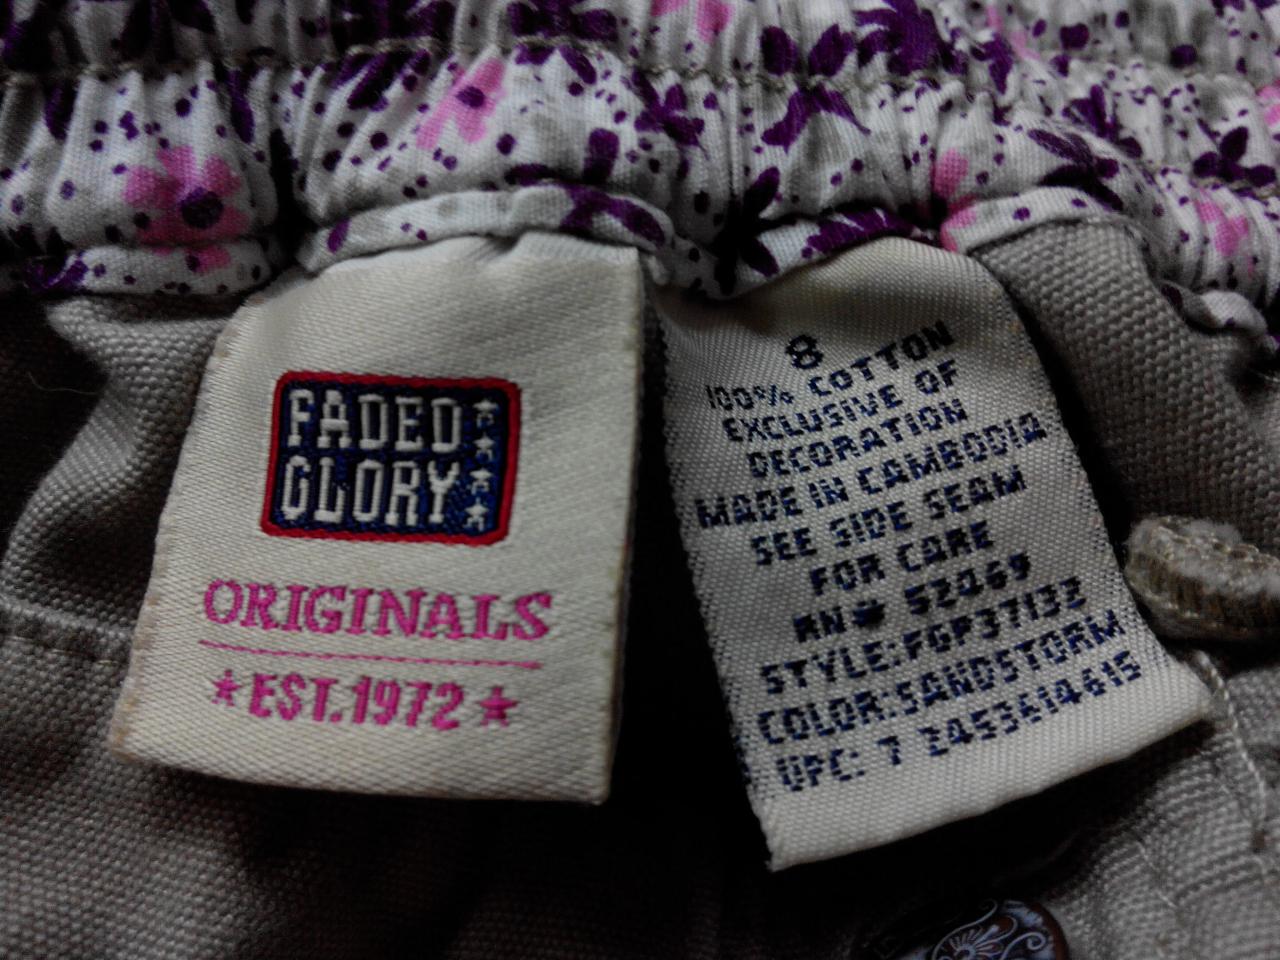 FADED
GLORY
ORIGINALS
EST.1972
8
100% COTTON
EXCLUSIVE OF
DECORATION
MADE IN CAMBODIA
SEE SIDE SEAM
FOR CARE
RN# 52469
STYLE:FGP37132
COLOR:SANDSTORM
UPC: 7 2453614615